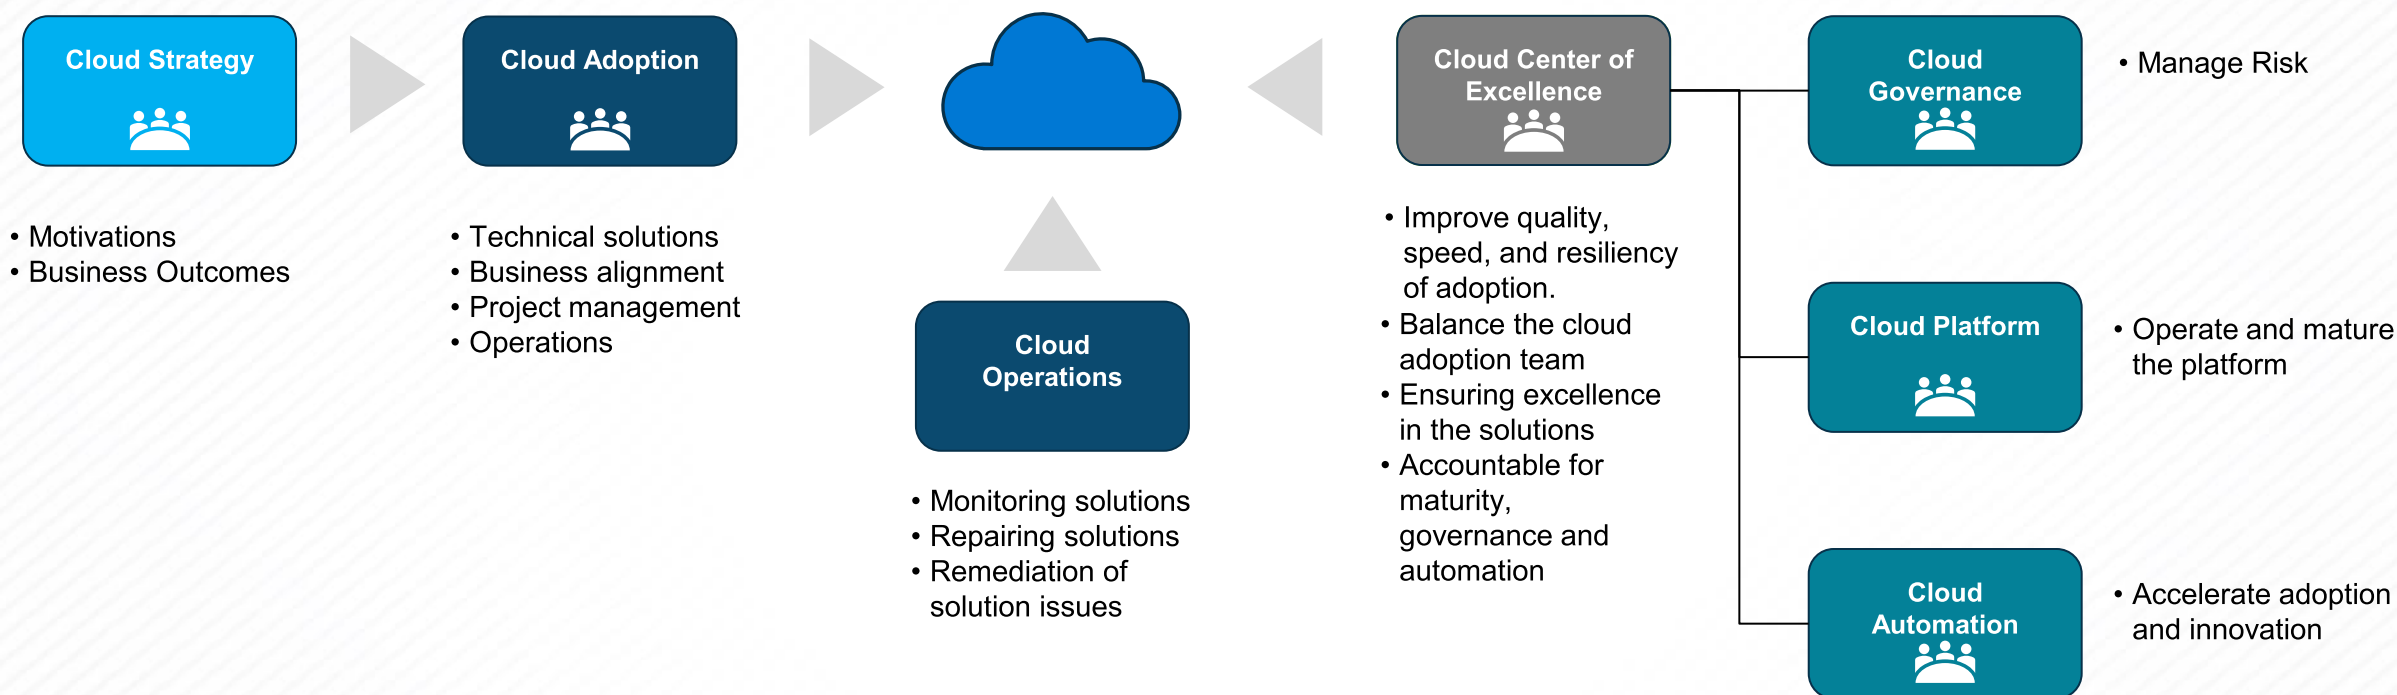 Cloud Strategy
• Motivations
• Business Outcomes
Cloud Adoption
• Technical solutions
• Business alignment
• Project management
• Operations
Cloud
Operations
• Monitoring solutions
• Repairing solutions
• Remediation of
solution issues
Cloud Center of
Excellence
• Improve quality,
speed, and resiliency
of adoption.
• Balance the cloud
adoption team
• Ensuring excellence
in the solutions
• Accountable for
maturity,
governance and
automation
Cloud
Governance
• Manage Risk
Cloud Platform
• Operate and mature
the platform
Cloud
Automation
• Accelerate adoption
and innovation